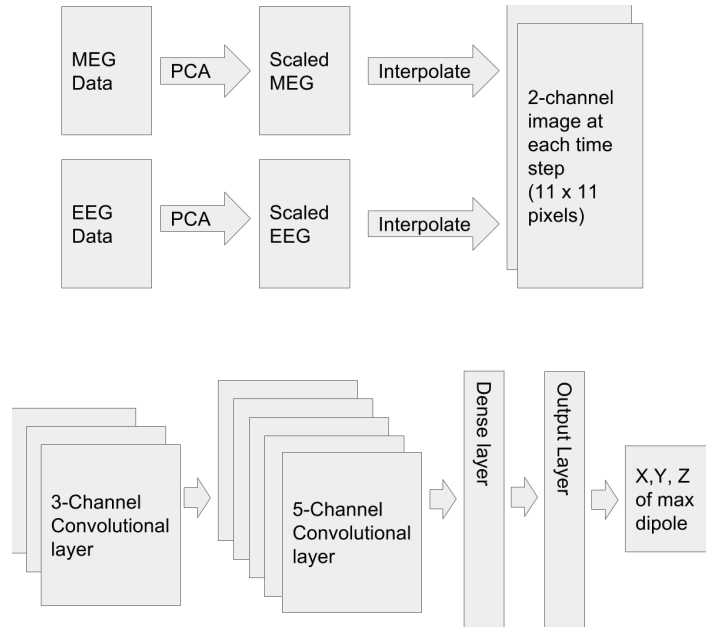 MEG
Data
PCA
Scaled
MEG
Interpolate
2-channel
image at
each time
step
(11 x 11
pixels)
EEG
Data
PCA
Scaled
EEG
Interpolate
3-Channel
Convolutional
layer
5-Channel
Convolutional
layer
Dense layer
Output Layer
X,Y, Z
of max
dipole